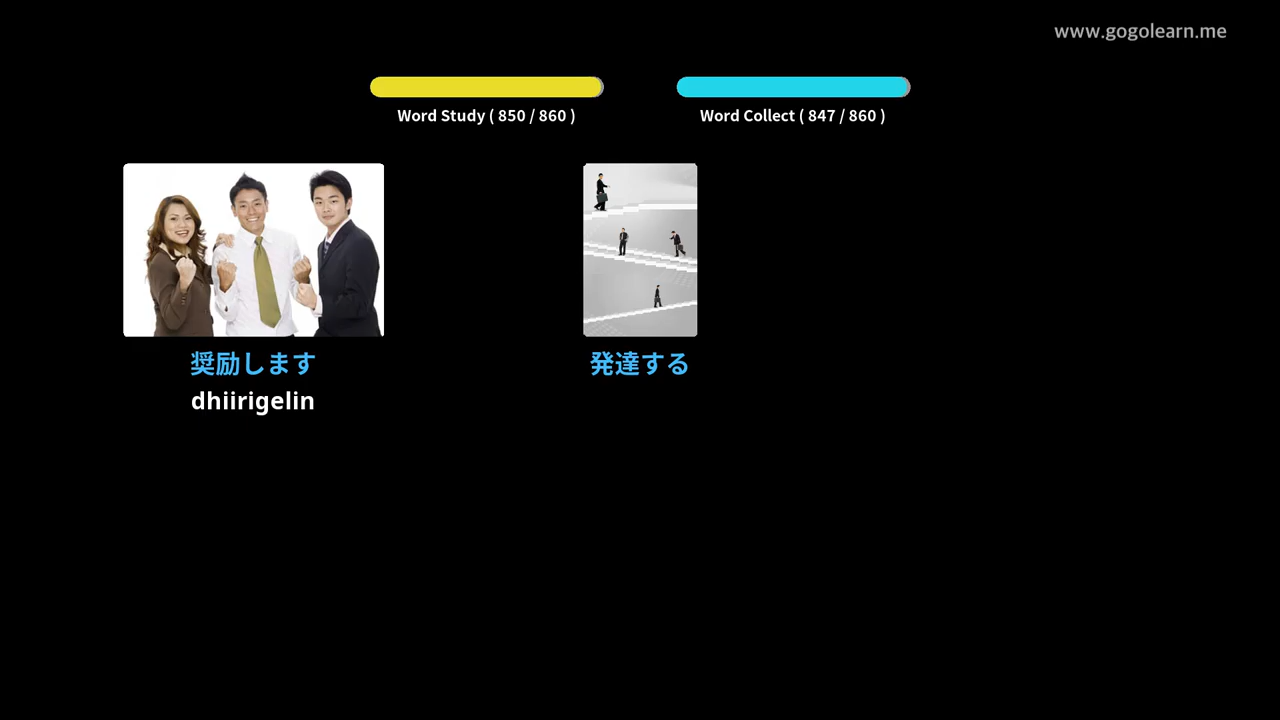 www.gogolearn.me
Word Study ( 850 / 860 )
Word Collect ( 847 / 860 )
奨励します
dhiirigelin
発達する